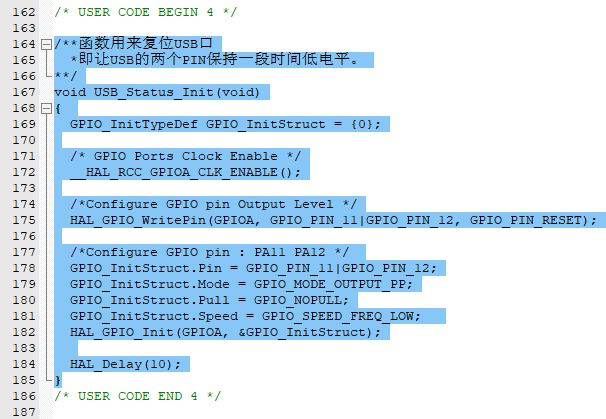 162 /* USER CODE BEGIN 4 */
163
164 /**函数用来复位USB口
165 *即让USB的两个PIN保持一段时间低电平。
166 **/
167 void USB_Status_Init(void)
168 {
169 GPIO_InitTypeDef GPIO_InitStruct = {0};
170
171 /* GPIO Ports Clock Enable */
172 __HAL_RCC_GPIOA_CLK_ENABLE();
173
174 /*Configure GPIO pin Output Level */
175 HAL_GPIO_WritePin(GPIOA, GPIO_PIN_11|GPIO_PIN_12, GPIO_PIN_RESET);
176
177 /*Configure GPIO pin : PA11 PA12 */
178 GPIO_InitStruct.Pin = GPIO_PIN_11|GPIO_PIN_12;
179 GPIO_InitStruct.Mode = GPIO_MODE_OUTPUT_PP;
180 GPIO_InitStruct.Pull = GPIO_NOPULL;
181 GPIO_InitStruct.Speed = GPIO_SPEED_FREQ_LOW;
182 HAL_GPIO_Init(GPIOA, &GPIO_InitStruct);
183
184 HAL_Delay(10);
185 }
186 /* USER CODE END 4 */
187